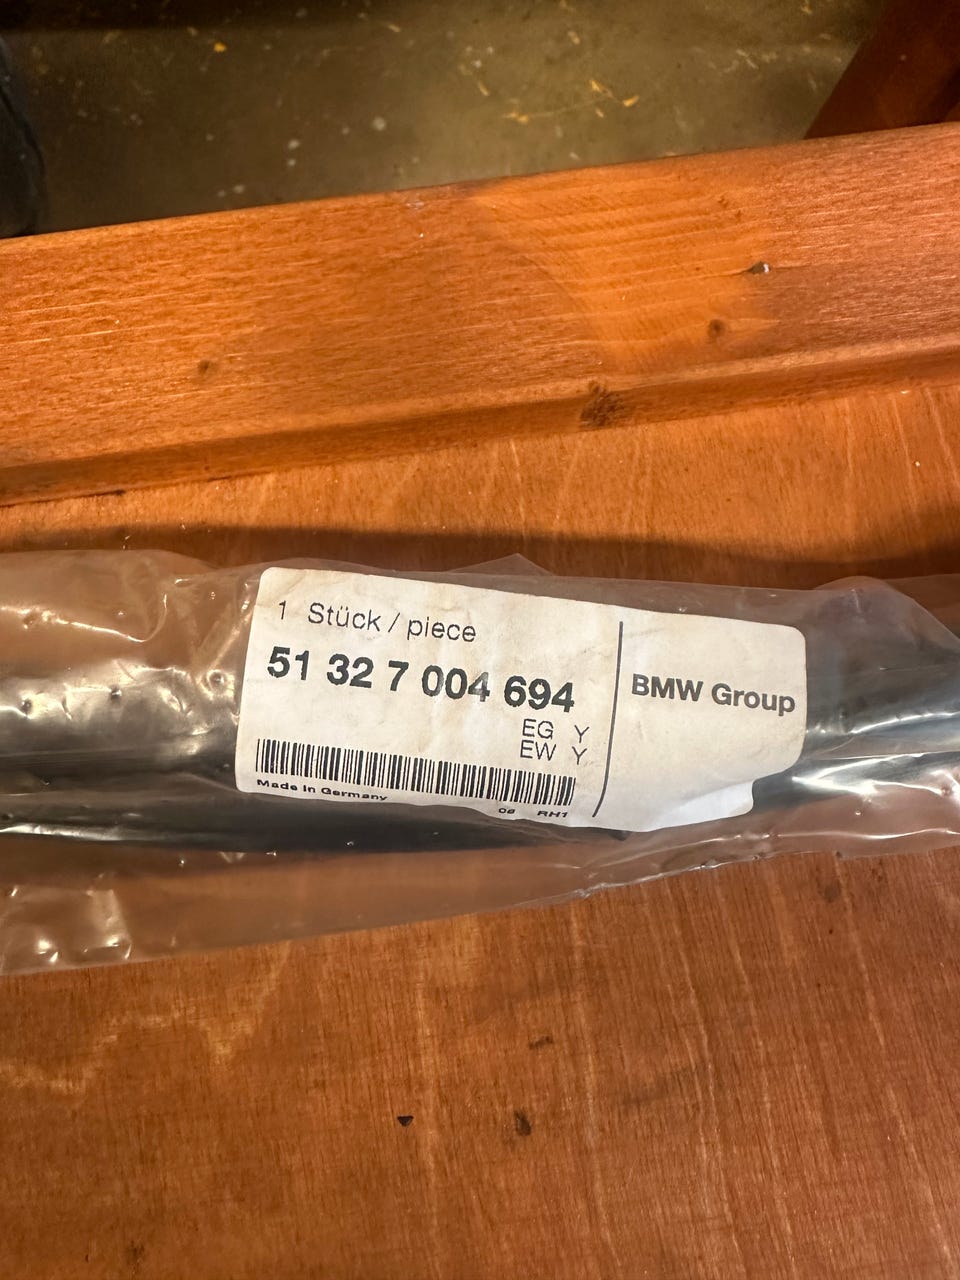 1 Stück / piece
51 32 7 004 694
EG Y
EW Y
Made in Germany
08 RH1
BMW Group